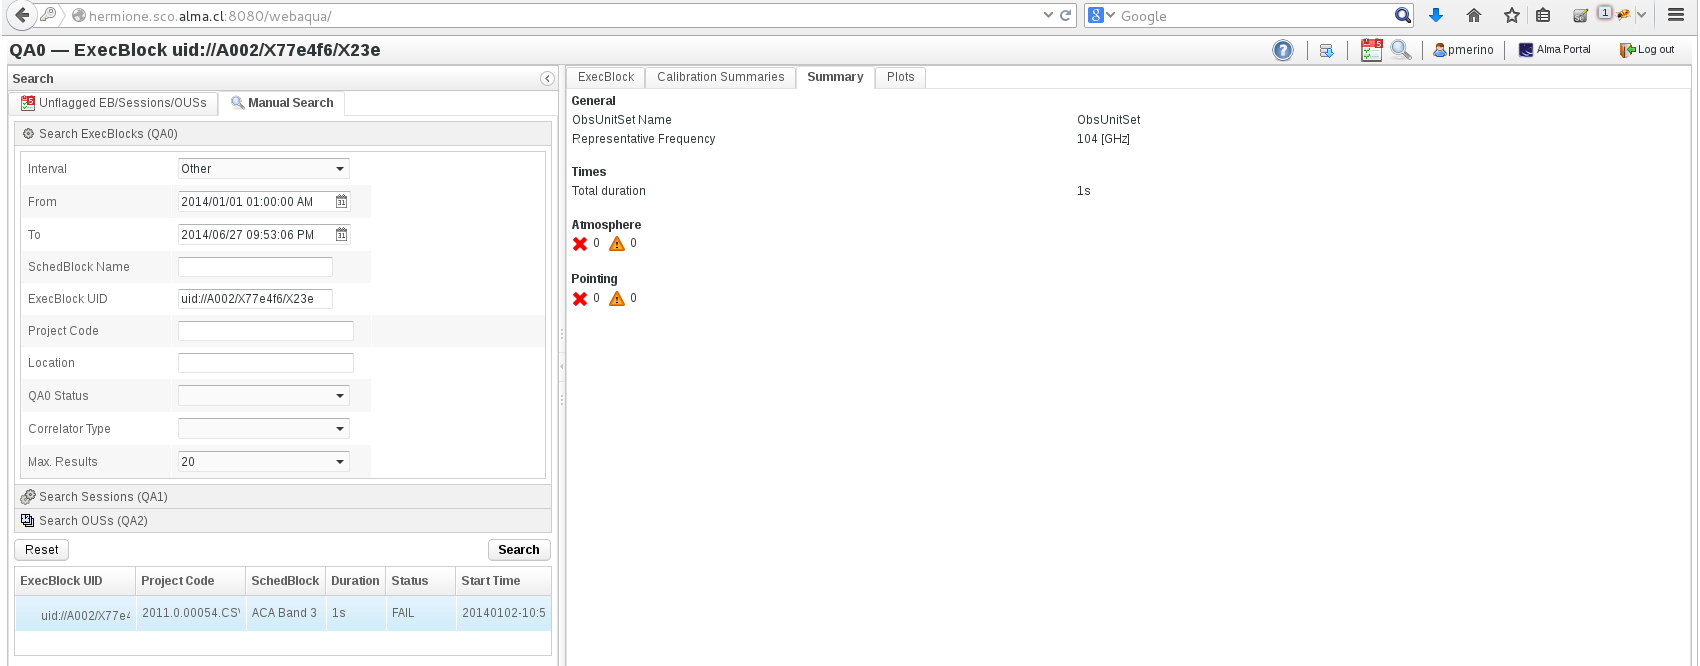 hermione.sco.alma.cl:8080/webaqua/
8
Google
1
QA0 — ExecBlock uid://A002/X77e4f6/X23e
?
5
pmerino
Alma Portal
Log out
Search
Unflagged EB/Sessions/OUSs
Manual Search
Search ExecBlocks (QA0)
Interval
Other
From
2014/01/01 01:00:00 AM
31
To
2014/06/27 09:53:06 PM
31
SchedBlock Name
ExecBlock UID
uid://A002/X77e4f6/X23e
Project Code
Location
QA0 Status
Correlator Type
Max. Results
20
Search Sessions (QA1)
Search OUSs (QA2)
Reset
Search
ExecBlock UID Project Code SchedBlock Duration Status Start Time
uid://A002/X77e4 2011.0.00054.CSV ACA Band 3 1s FAIL 20140102-10:5
ExecBlock
Calibration Summaries
Summary
Plots
General
ObsUnitSet Name ObsUnitSet
Representative Frequency 104 [GHz]
Times
Total duration 1s
Atmosphere
0 0
Pointing
0 0